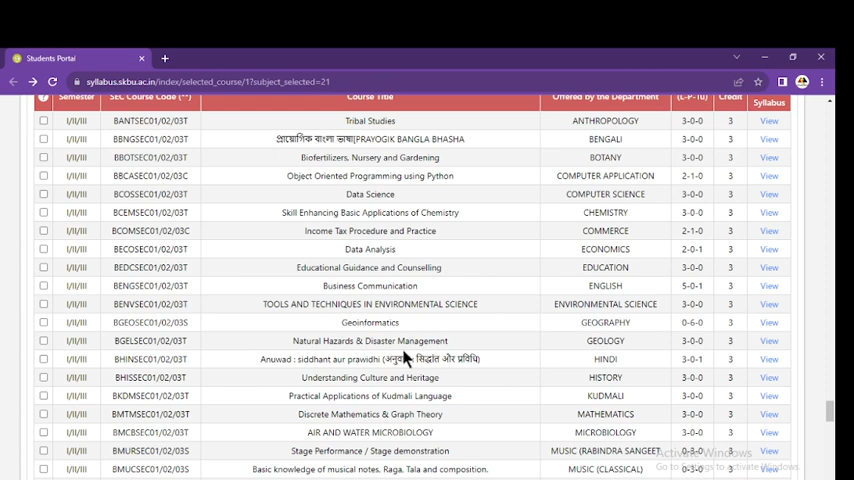 Students Portal
syllabus.skbu.ac.in/index/selected_course/1?subject_selected=21
Semester SEC Course Code (**) Course Title Offered by the Department (L-P-Tu) Credit Syllabus
I/II/III BANTSEC01/02/03T Tribal Studies ANTHROPOLOGY 3-0-0 3 View
I/II/III BBNGSEC01/02/03T প্রায়োগিক বাংলা ভাষা[PRAYOGIK BANGLA BHASHA BENGALI 3-0-0 3 View
I/II/III BBOTSEC01/02/03T Biofertilizers, Nursery and Gardening BOTANY 3-0-0 3 View
I/II/III BBCASEC01/02/03C Object Oriented Programming using Python COMPUTER APPLICATION 2-1-0 3 View
I/II/III BCOSSEC01/02/03T Data Science COMPUTER SCIENCE 3-0-0 3 View
I/II/III BCEMSEC01/02/03T Skill Enhancing Basic Applications of Chemistry CHEMISTRY 3-0-0 3 View
I/II/III BCOMSEC01/02/03C Income Tax Procedure and Practice COMMERCE 2-1-0 3 View
I/II/III BECOSEC01/02/03T Data Analysis ECONOMICS 2-0-1 3 View
I/II/III BEDCSEC01/02/03T Educational Guidance and Counselling EDUCATION 3-0-0 3 View
I/II/III BENGSEC01/02/03T Business Communication ENGLISH 5-0-1 3 View
I/II/III BENVSEC01/02/03T TOOLS AND TECHNIQUES IN ENVIRONMENTAL SCIENCE ENVIRONMENTAL SCIENCE 3-0-0 3 View
I/II/III BGEOSEC01/02/03S Geoinformatics GEOGRAPHY 0-6-0 3 View
I/II/III BGELSEC01/02/03T Natural Hazards & Disaster Management GEOLOGY 3-0-0 3 View
I/II/III BHINSEC01/02/03T Anuwad : siddhant aur prawidhi सिद्धांत और प्रविधि) HINDI 3-0-1 3 View
I/II/III BHISSEC01/02/03T Understanding Culture and Heritage HISTORY 3-0-0 3 View
I/II/III BKDMSEC01/02/03T Practical Applications of Kudmali Language KUDMALI 3-0-0 3 View
I/II/III BMTMSEC01/02/03T Discrete Mathematics & Graph Theory MATHEMATICS 3-0-0 3 View
I/II/III BMCBSEC01/02/03T AIR AND WATER MICROBIOLOGY MICROBIOLOGY 3-0-0 3 View
I/II/III BMURSEC01/02/03S Stage Performance / Stage demonstration MUSIC (RABINDRA SANGEET 0-3-0 3 View
Activate Windows
I/II/III BMUCSEC01/02/03S Basic knowledge of musical notes, Raga, Tala and composition. MUSIC (CLASSICAL) 0-3-0 3 View
Go to Settings to activate Windows.